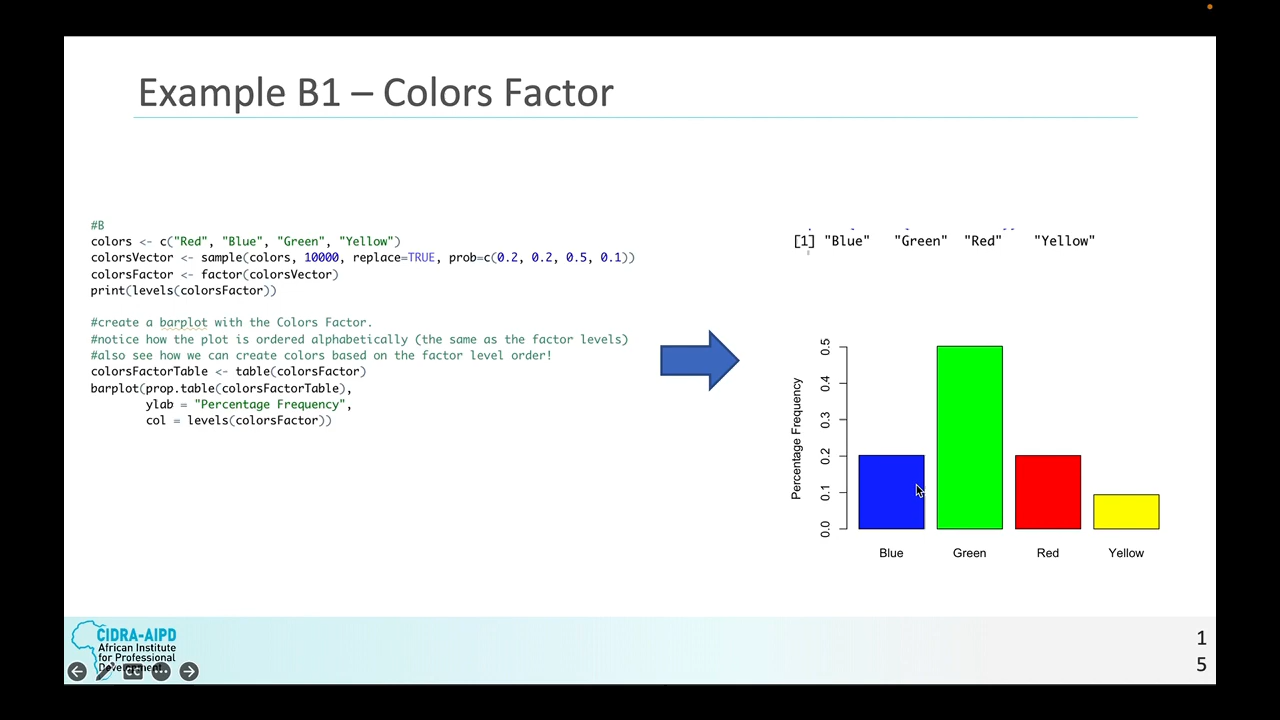 Example B1 – Colors Factor
#B
colors <- c("Red", "Blue", "Green", "Yellow")
colorsVector <- sample(colors, 10000, replace=TRUE, prob=c(0.2, 0.2, 0.5, 0.1))
colorsFactor <- factor(colorsVector)
print(levels(colorsFactor))
#create a barplot with the Colors Factor.
#notice how the plot is ordered alphabetically (the same as the factor levels)
#also see how we can create colors based on the factor level order!
colorsFactorTable <- table(colorsFactor)
barplot(prop.table(colorsFactorTable),
ylab = "Percentage Frequency",
col = levels(colorsFactor))
[1] "Blue" "Green" "Red" "Yellow"
Percentage Frequency
0.5
0.4
0.3
0.2
0.1
0.0
Blue Green Red Yellow
CIDRA-AIPD
African Institute
for Professional
CC
1
5